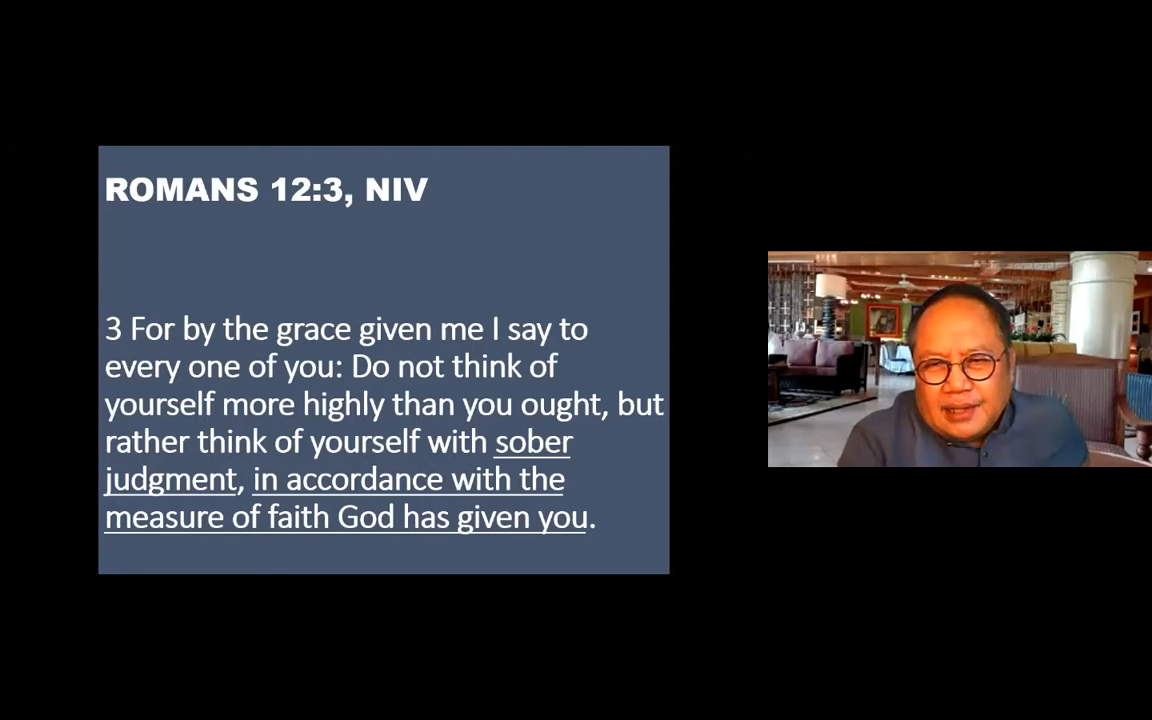 ROMANS 12:3, NIV
3 For by the grace given me I say to
every one of you: Do not think of
yourself more highly than you ought, but
rather think of yourself with sober
judgment, in accordance with the
measure of faith God has given you.